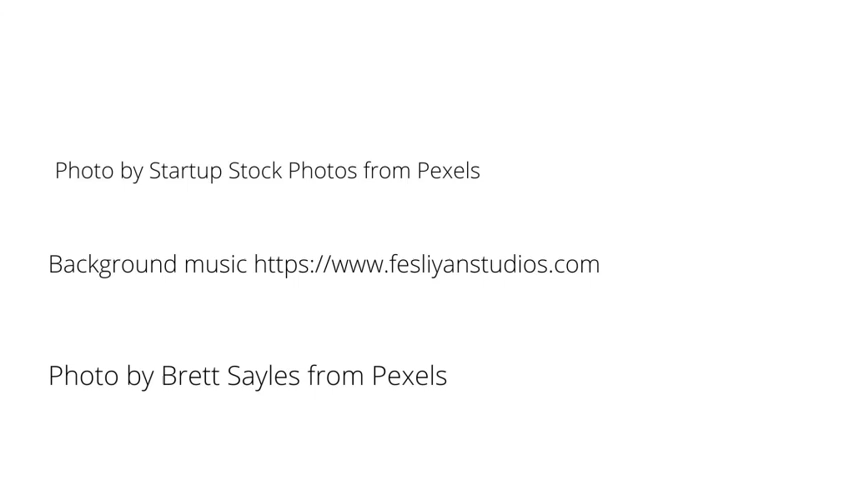 Photo by Startup Stock Photos from Pexels
Background music https://www.fesliyanstudios.com
Photo by Brett Sayles from Pexels